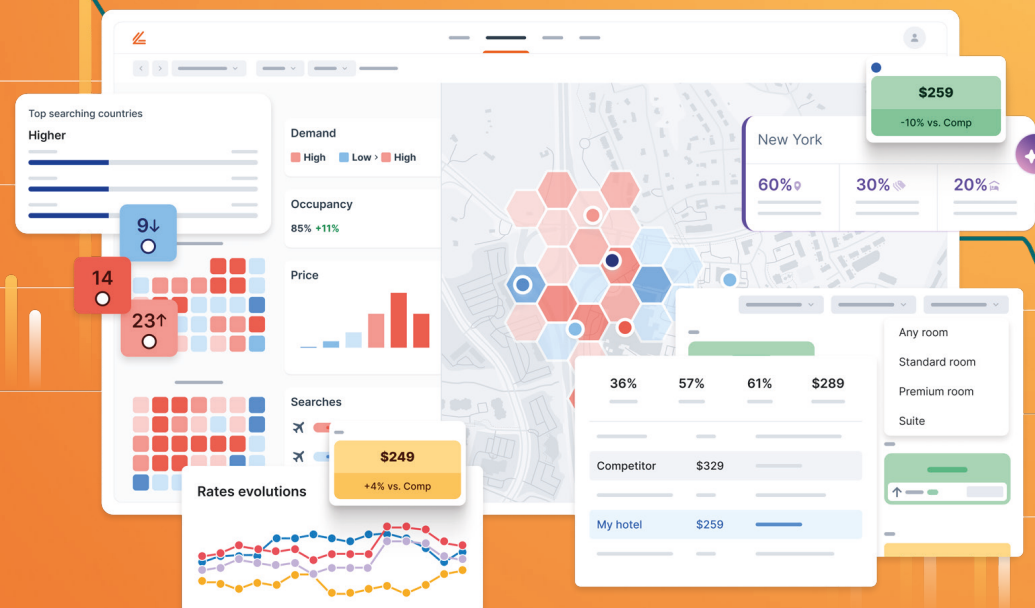 $259
-10% vs. Comp
Top searching countries
Higher
Demand
High Low › High
New York
60% 30% 20%
Occupancy
85% +11%
9↓
14
23↑
Price
Any room
Standard room
Premium room
Suite
36% 57% 61% $289
Searches
$249
+4% vs. Comp
Competitor $329
My hotel $259
Rates evolutions